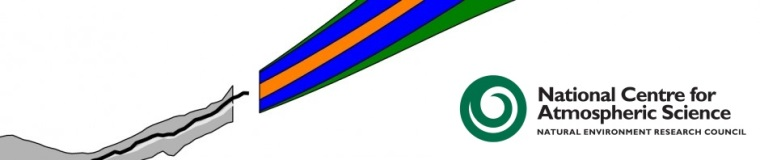 National Centre for
Atmospheric Science
NATURAL ENVIRONMENT RESEARCH COUNCIL